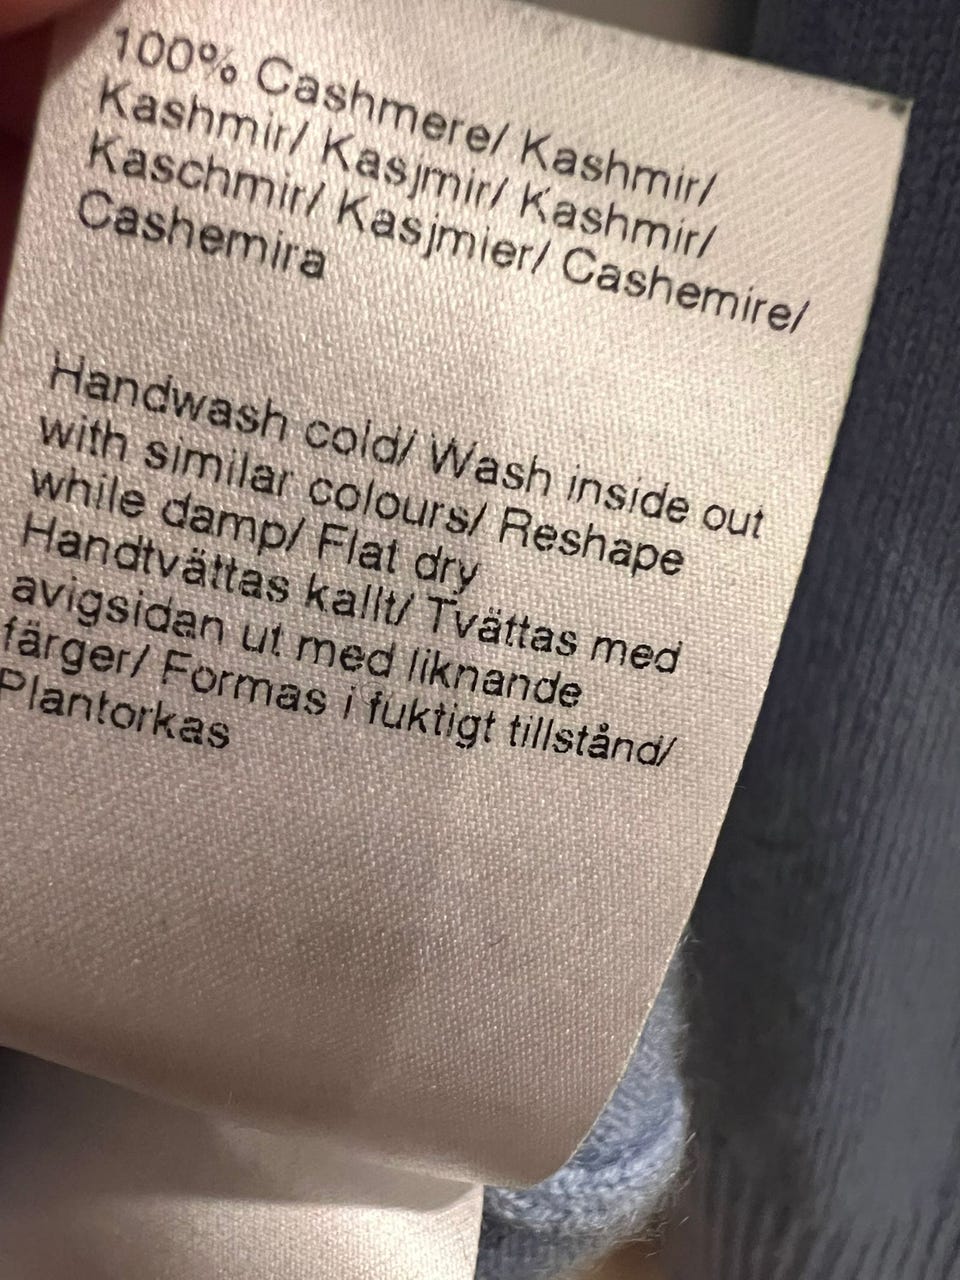 100% Cashmere/ Kashmir/
Kashmir/ Kasjmir/ Kashmir/
Kaschmir/ Kasjmier/ Cashemire/
Cashemira
Handwash cold/ Wash inside out
with similar colours/ Reshape
while damp/ Flat dry
Handtvättas kallt/ Tvättas med
avigsidan ut med liknande
färger/ Formas i fuktigt tillstånd/
Plantorkas